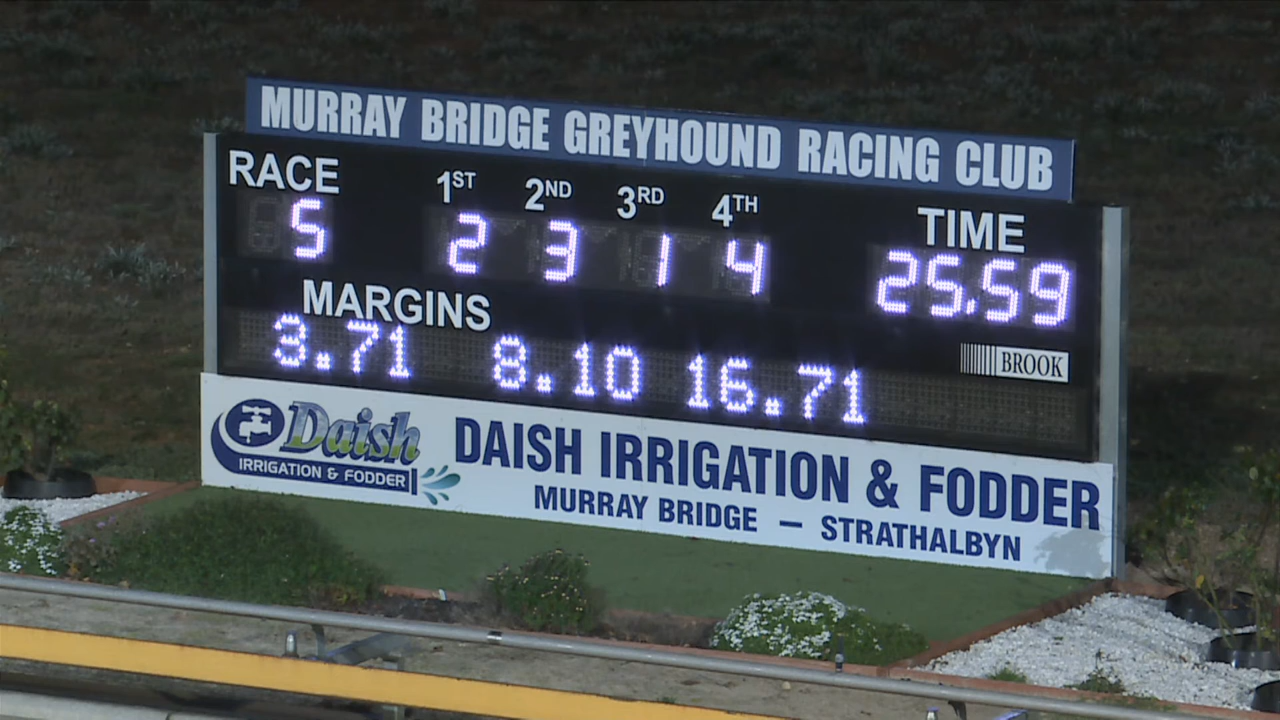 MURRAY BRIDGE GREYHOUND RACING CLUB
RACE 1ST 2ND 3RD 4TH TIME
5 2 3 1 4 25.59
MARGINS
3.71 8.10 16.71
BROOK
Daish
IRRIGATION & FODDER
DAISH IRRIGATION & FODDER
MURRAY BRIDGE – STRATHALBYN